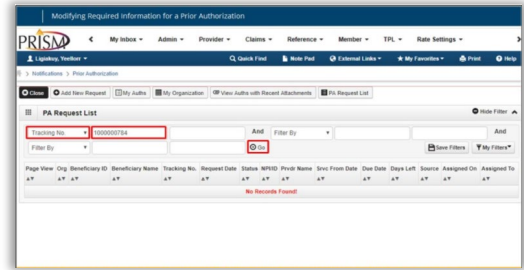 Modifying Required Information for a Prior Authorization
PRISM < My Inbox Admin Provider Claims Reference Member TPL Rate Settings >
Quick Find Note Pad External Links My Favorites Print Help
> Notifications > Prior Authorization
Close Add New Request My Auths My Organization View Auths with Recent Attachments PA Request List
PA Request List Hide Filter
Tracking No. 1000000784 And Filter By And
Filter By Go Save Filters My Filters
Page View Org Beneficiary ID Beneficiary Name Tracking No. Request Date Status NPI/ID Prvdr Name Srvc From Date Due Date Days Left Source Assigned On Assigned To
No Records Found!